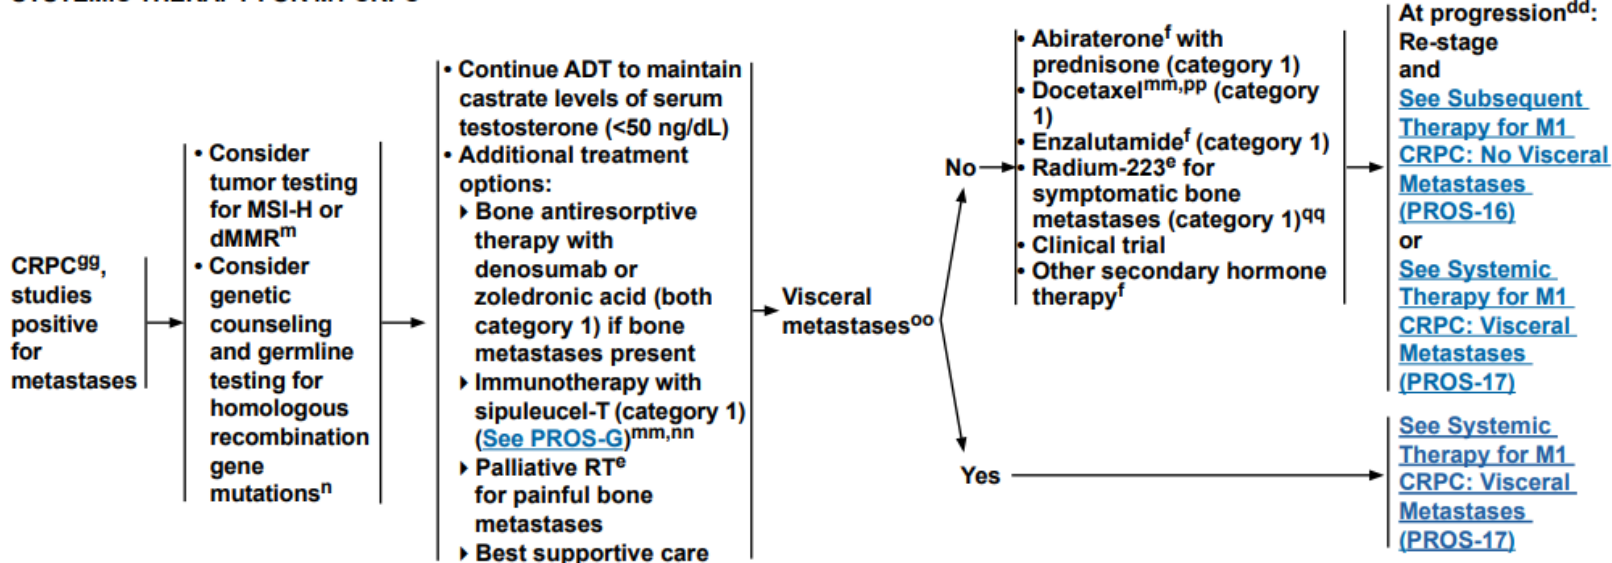 CRPCgg,
studies
positive
for
metastases
• Consider
tumor testing
for MSI-H or
dMMRm
• Consider
genetic
counseling
and germline
testing for
homologous
recombination
gene
mutationsn
• Continue ADT to maintain
castrate levels of serum
testosterone (<50 ng/dL)
• Additional treatment
options:
▸ Bone antiresorptive
therapy with
denosumab or
zoledronic acid (both
category 1) if bone
metastases present
▸ Immunotherapy with
sipuleucel-T (category 1)
(See PROS-G)mm,nn
▸ Palliative RTe
for painful bone
metastases
▸ Best supportive care
Visceral
metastasesoo
No
• Abirateronef with
prednisone (category 1)
• Docetaxelmm,pp (category
1)
• Enzalutamidef (category 1)
• Radium-223e for
symptomatic bone
metastases (category 1)qq
• Clinical trial
• Other secondary hormone
therapyf
At progressiondd:
Re-stage
and
See Subsequent
Therapy for M1
CRPC: No Visceral
Metastases
(PROS-16)
or
See Systemic
Therapy for M1
CRPC: Visceral
Metastases
(PROS-17)
Yes
See Systemic
Therapy for M1
CRPC: Visceral
Metastases
(PROS-17)